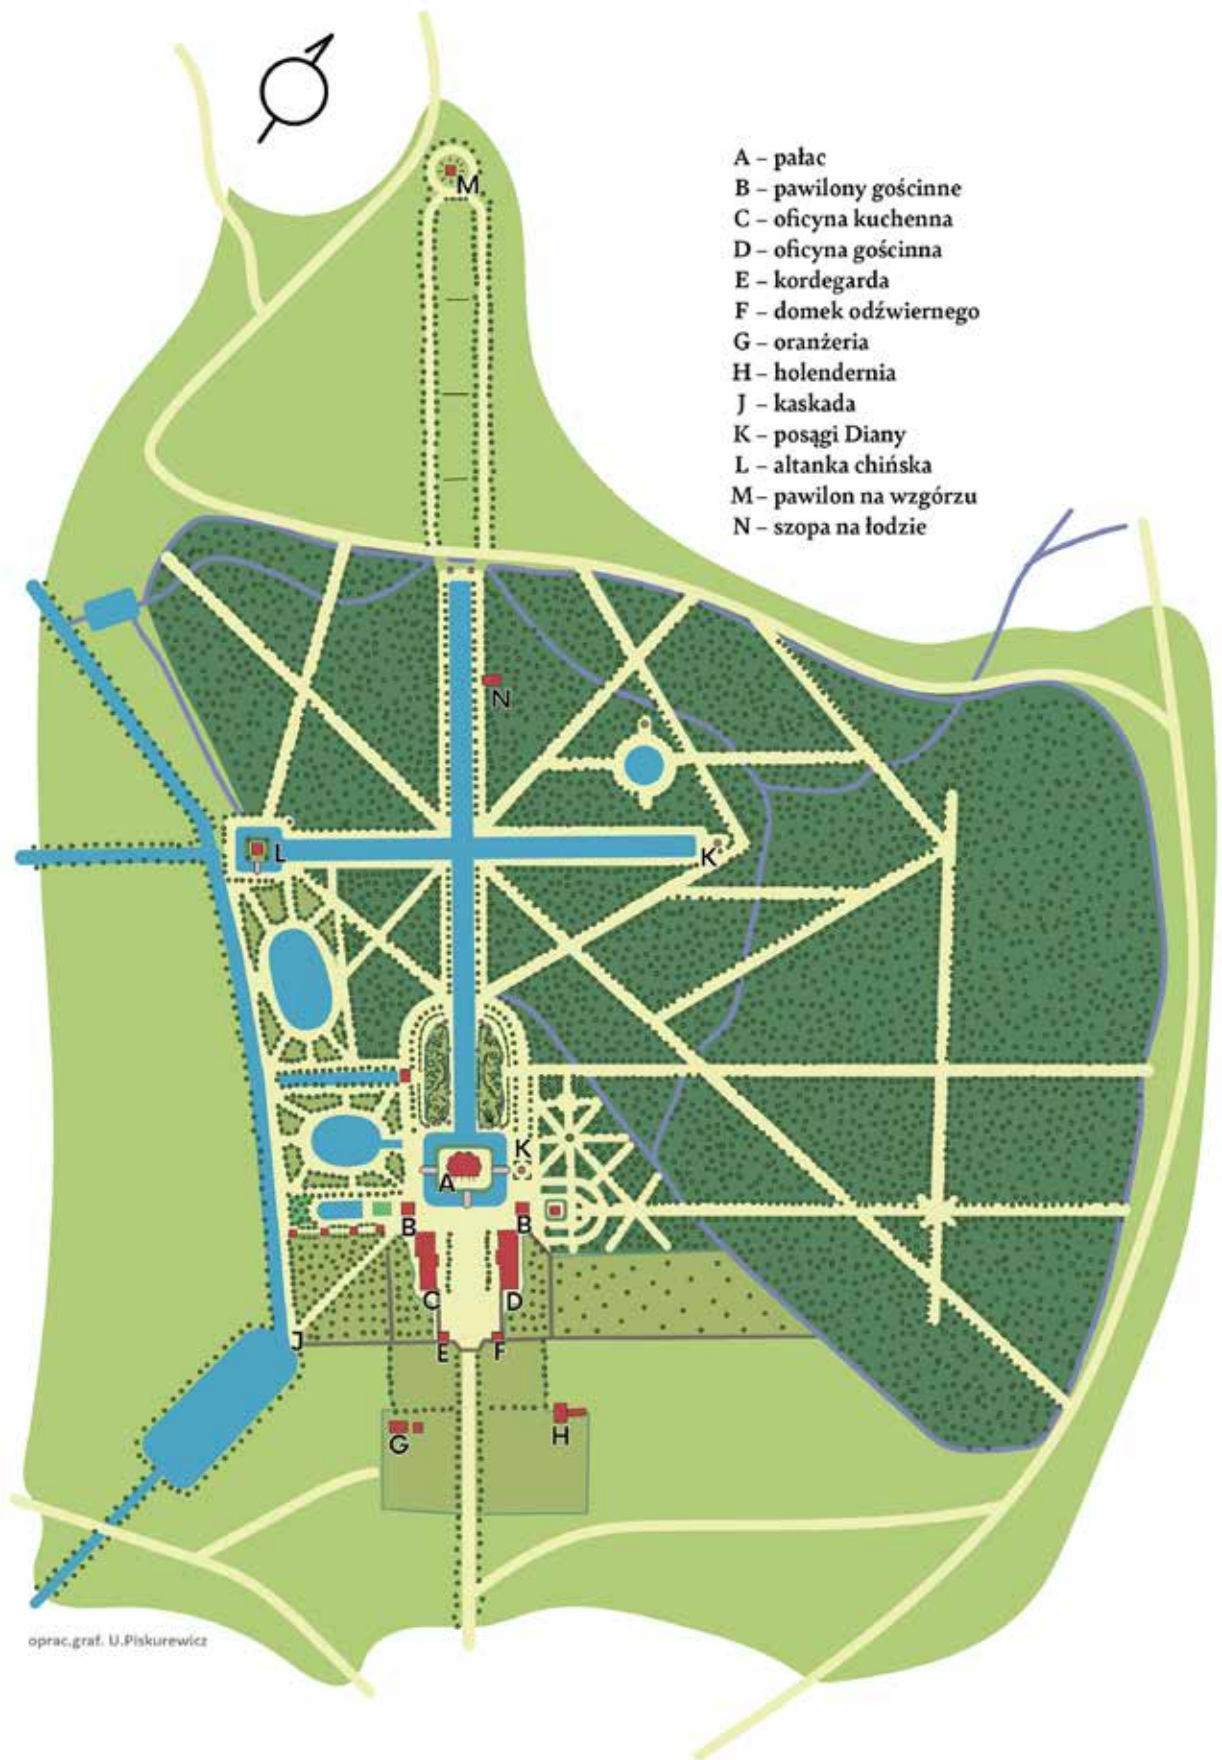 A – pałac
B – pawilony gościnne
C – oficyna kuchenna
D – oficyna gościnna
E – kordegarda
F – domek odźwiernego
G – oranżeria
H – holendernia
J – kaskada
K – posągi Diany
L – altanka chińska
M – pawilon na wzgórzu
N – szopa na łodzie
M
N
L
K
K
A
B
B
C
D
J
E
F
G
H
oprac.graf. U.Piskurewicz